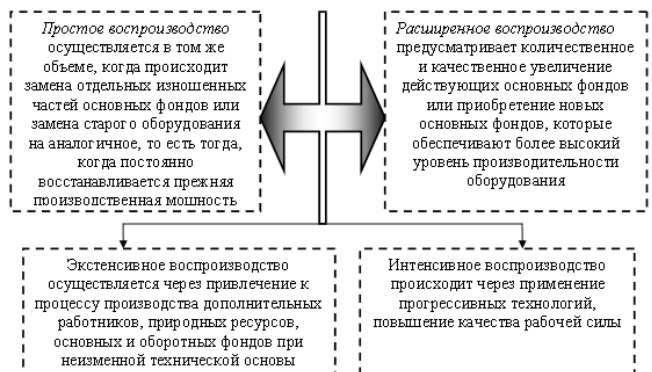 Простое воспроизводство
осуществляется в том же
объеме, когда происходит
замена отдельных изношенных
частей основных фондов или
замена старого оборудования
на аналогичное, то есть тогда,
когда постоянно
восстанавливается прежняя
производственная мощность
Расширенное воспроизводство
предусматривает количественное
и качественное увеличение
действующих основных фондов
или приобретение новых
основных фондов, которые
обеспечивают более высокий
уровень производительности
оборудования
Экстенсивное воспроизводство
осуществляется через привлечение к
процессу производства дополнительных
работников, природных ресурсов,
основных и оборотных фондов при
неизменной технической основы
Интенсивное воспроизводство
происходит через применение
прогрессивных технологий,
повышение качества рабочей силы